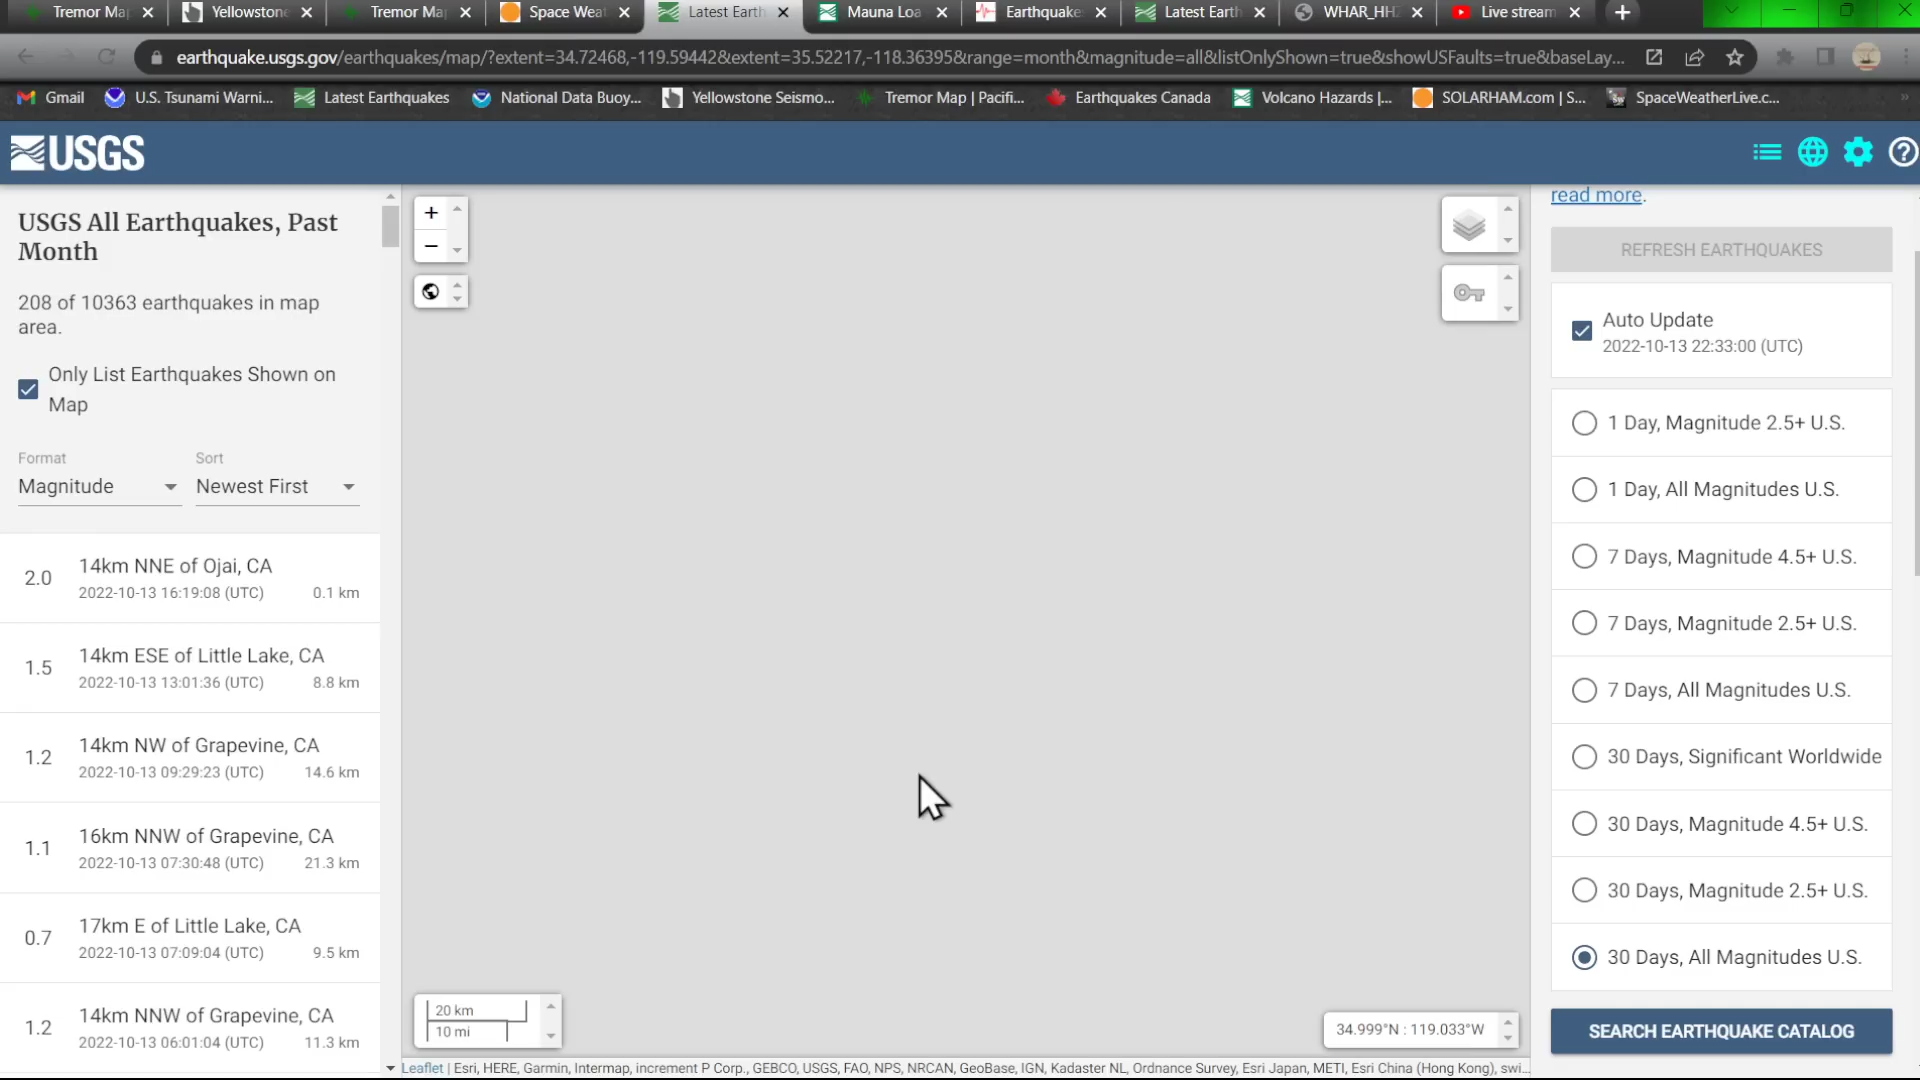 Tremor Ma
Yellowstone
Tremor Ma
Space Weat
Latest Earth
Mauna Loa
Earthquake
Latest Earth
WHAR_HH
Live stream
earthquake.usgs.gov/earthquakes/map/?extent=34.72468,-119.59442&extent=35.52217,-118.36395&range=month&magnitude=all&listOnlyShown=true&showUSFaults=true&baseLay...
Gmail
U.S. Tsunami Warni...
Latest Earthquakes
National Data Buoy...
Yellowstone Seismo...
Tremor Map | Pacifi...
Earthquakes Canada
Volcano Hazards |...
SOLARHAM.com | S...
SpaceWeatherLive.c...
USGS
USGS All Earthquakes, Past
Month
208 of 10363 earthquakes in map
area.
Only List Earthquakes Shown on
Map
Format
Sort
Magnitude
Newest First
2.0
14km NNE of Ojai, CA
2022-10-13 16:19:08 (UTC)
0.1 km
1.5
14km ESE of Little Lake, CA
2022-10-13 13:01:36 (UTC)
8.8 km
1.2
14km NW of Grapevine, CA
2022-10-13 09:29:23 (UTC)
14.6 km
1.1
16km NNW of Grapevine, CA
2022-10-13 07:30:48 (UTC)
21.3 km
0.7
17km E of Little Lake, CA
2022-10-13 07:09:04 (UTC)
9.5 km
1.2
14km NNW of Grapevine, CA
2022-10-13 06:01:04 (UTC)
11.3 km
+
−
20 km
10 mi
34.999°N : 119.033°W
Leaflet | Esri, HERE, Garmin, Intermap, increment P Corp., GEBCO, USGS, FAO, NPS, NRCAN, GeoBase, IGN, Kadaster NL, Ordnance Survey, Esri Japan, METI, Esri China (Hong Kong), swi...
read more.
REFRESH EARTHQUAKES
Auto Update
2022-10-13 22:33:00 (UTC)
1 Day, Magnitude 2.5+ U.S.
1 Day, All Magnitudes U.S.
7 Days, Magnitude 4.5+ U.S.
7 Days, Magnitude 2.5+ U.S.
7 Days, All Magnitudes U.S.
30 Days, Significant Worldwide
30 Days, Magnitude 4.5+ U.S.
30 Days, Magnitude 2.5+ U.S.
30 Days, All Magnitudes U.S.
SEARCH EARTHQUAKE CATALOG